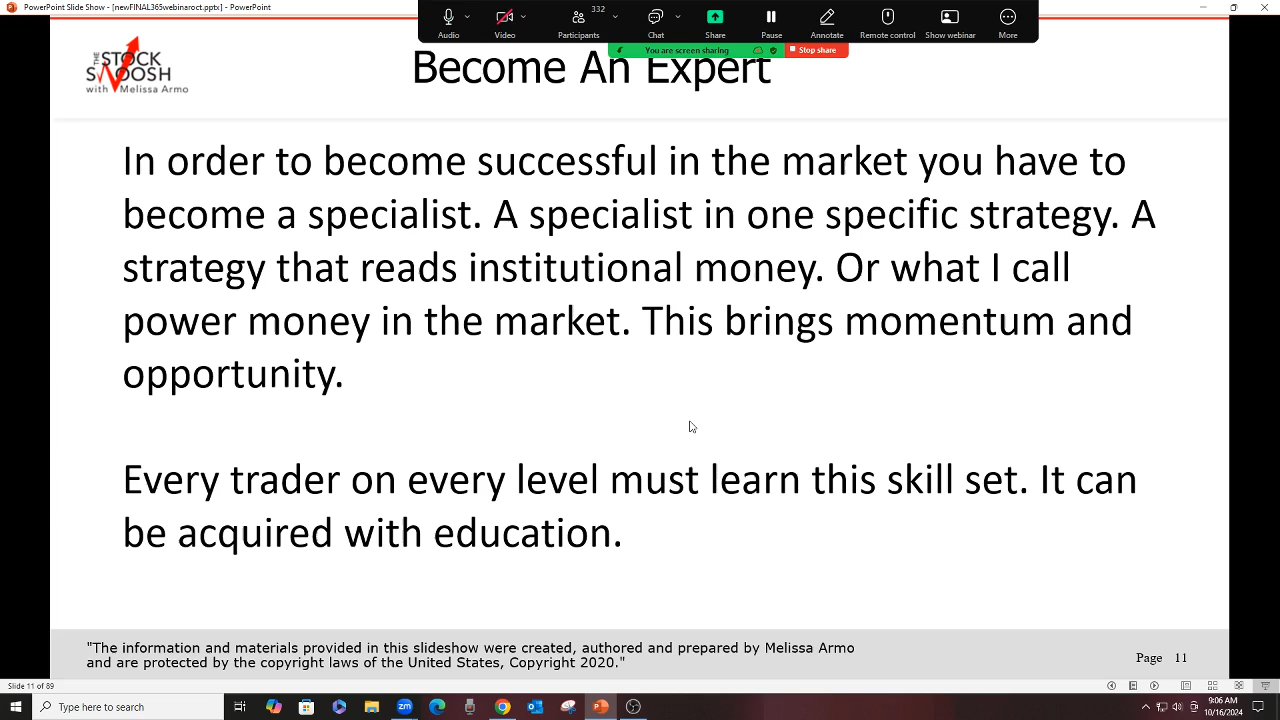 PowerPoint Slide Show - [newFINAL365webinaroct.pptx] - PowerPoint
332
Audio Video Participants Chat Share Pause Annotate Remote control Show webinar More
You are screen sharing Stop share
THE STOCK SWOOSH
with Melissa Armo
Become An Expert
In order to become successful in the market you have to
become a specialist. A specialist in one specific strategy. A
strategy that reads institutional money. Or what I call
power money in the market. This brings momentum and
opportunity.
Every trader on every level must learn this skill set. It can
be acquired with education.
"The information and materials provided in this slideshow were created, authored and prepared by Melissa Armo
and are protected by the copyright laws of the United States, Copyright 2020."
Page 11
Slide 11 of 89
Type here to search
9:06 AM
10/16/2024